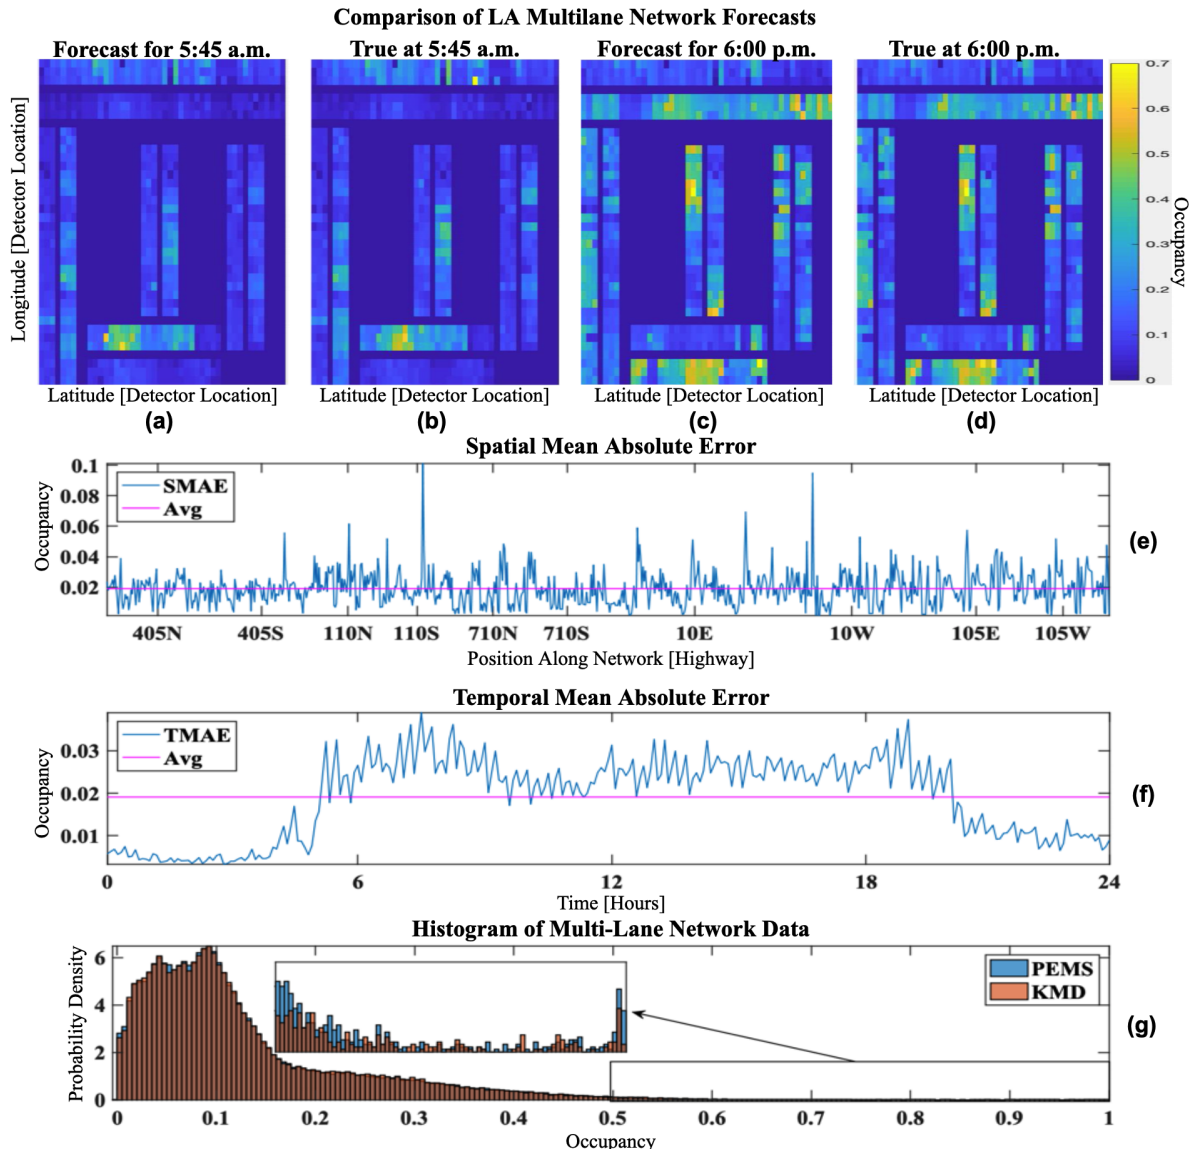 Comparison of LA Multilane Network Forecasts
Forecast for 5:45 a.m.
True at 5:45 a.m.
Forecast for 6:00 p.m.
True at 6:00 p.m.
Longitude [Detector Location]
0.7
0.6
0.5
0.4
0.3
0.2
0.1
0
Occupancy
Latitude [Detector Location]
Latitude [Detector Location]
Latitude [Detector Location]
Latitude [Detector Location]
(a)
(b)
(c)
(d)
Spatial Mean Absolute Error
Occupancy
0.1
0.08
0.06
0.04
0.02
SMAE
Avg
(e)
405N 405S 110N 110S 710N 710S 10E 10W 105E 105W
Position Along Network [Highway]
Temporal Mean Absolute Error
Occupancy
0.03
0.02
0.01
TMAE
Avg
(f)
0 6 12 18 24
Time [Hours]
Histogram of Multi-Lane Network Data
Probability Density
6
4
2
0
PEMS
KMD
(g)
0 0.1 0.2 0.3 0.4 0.5 0.6 0.7 0.8 0.9 1
Occupancy